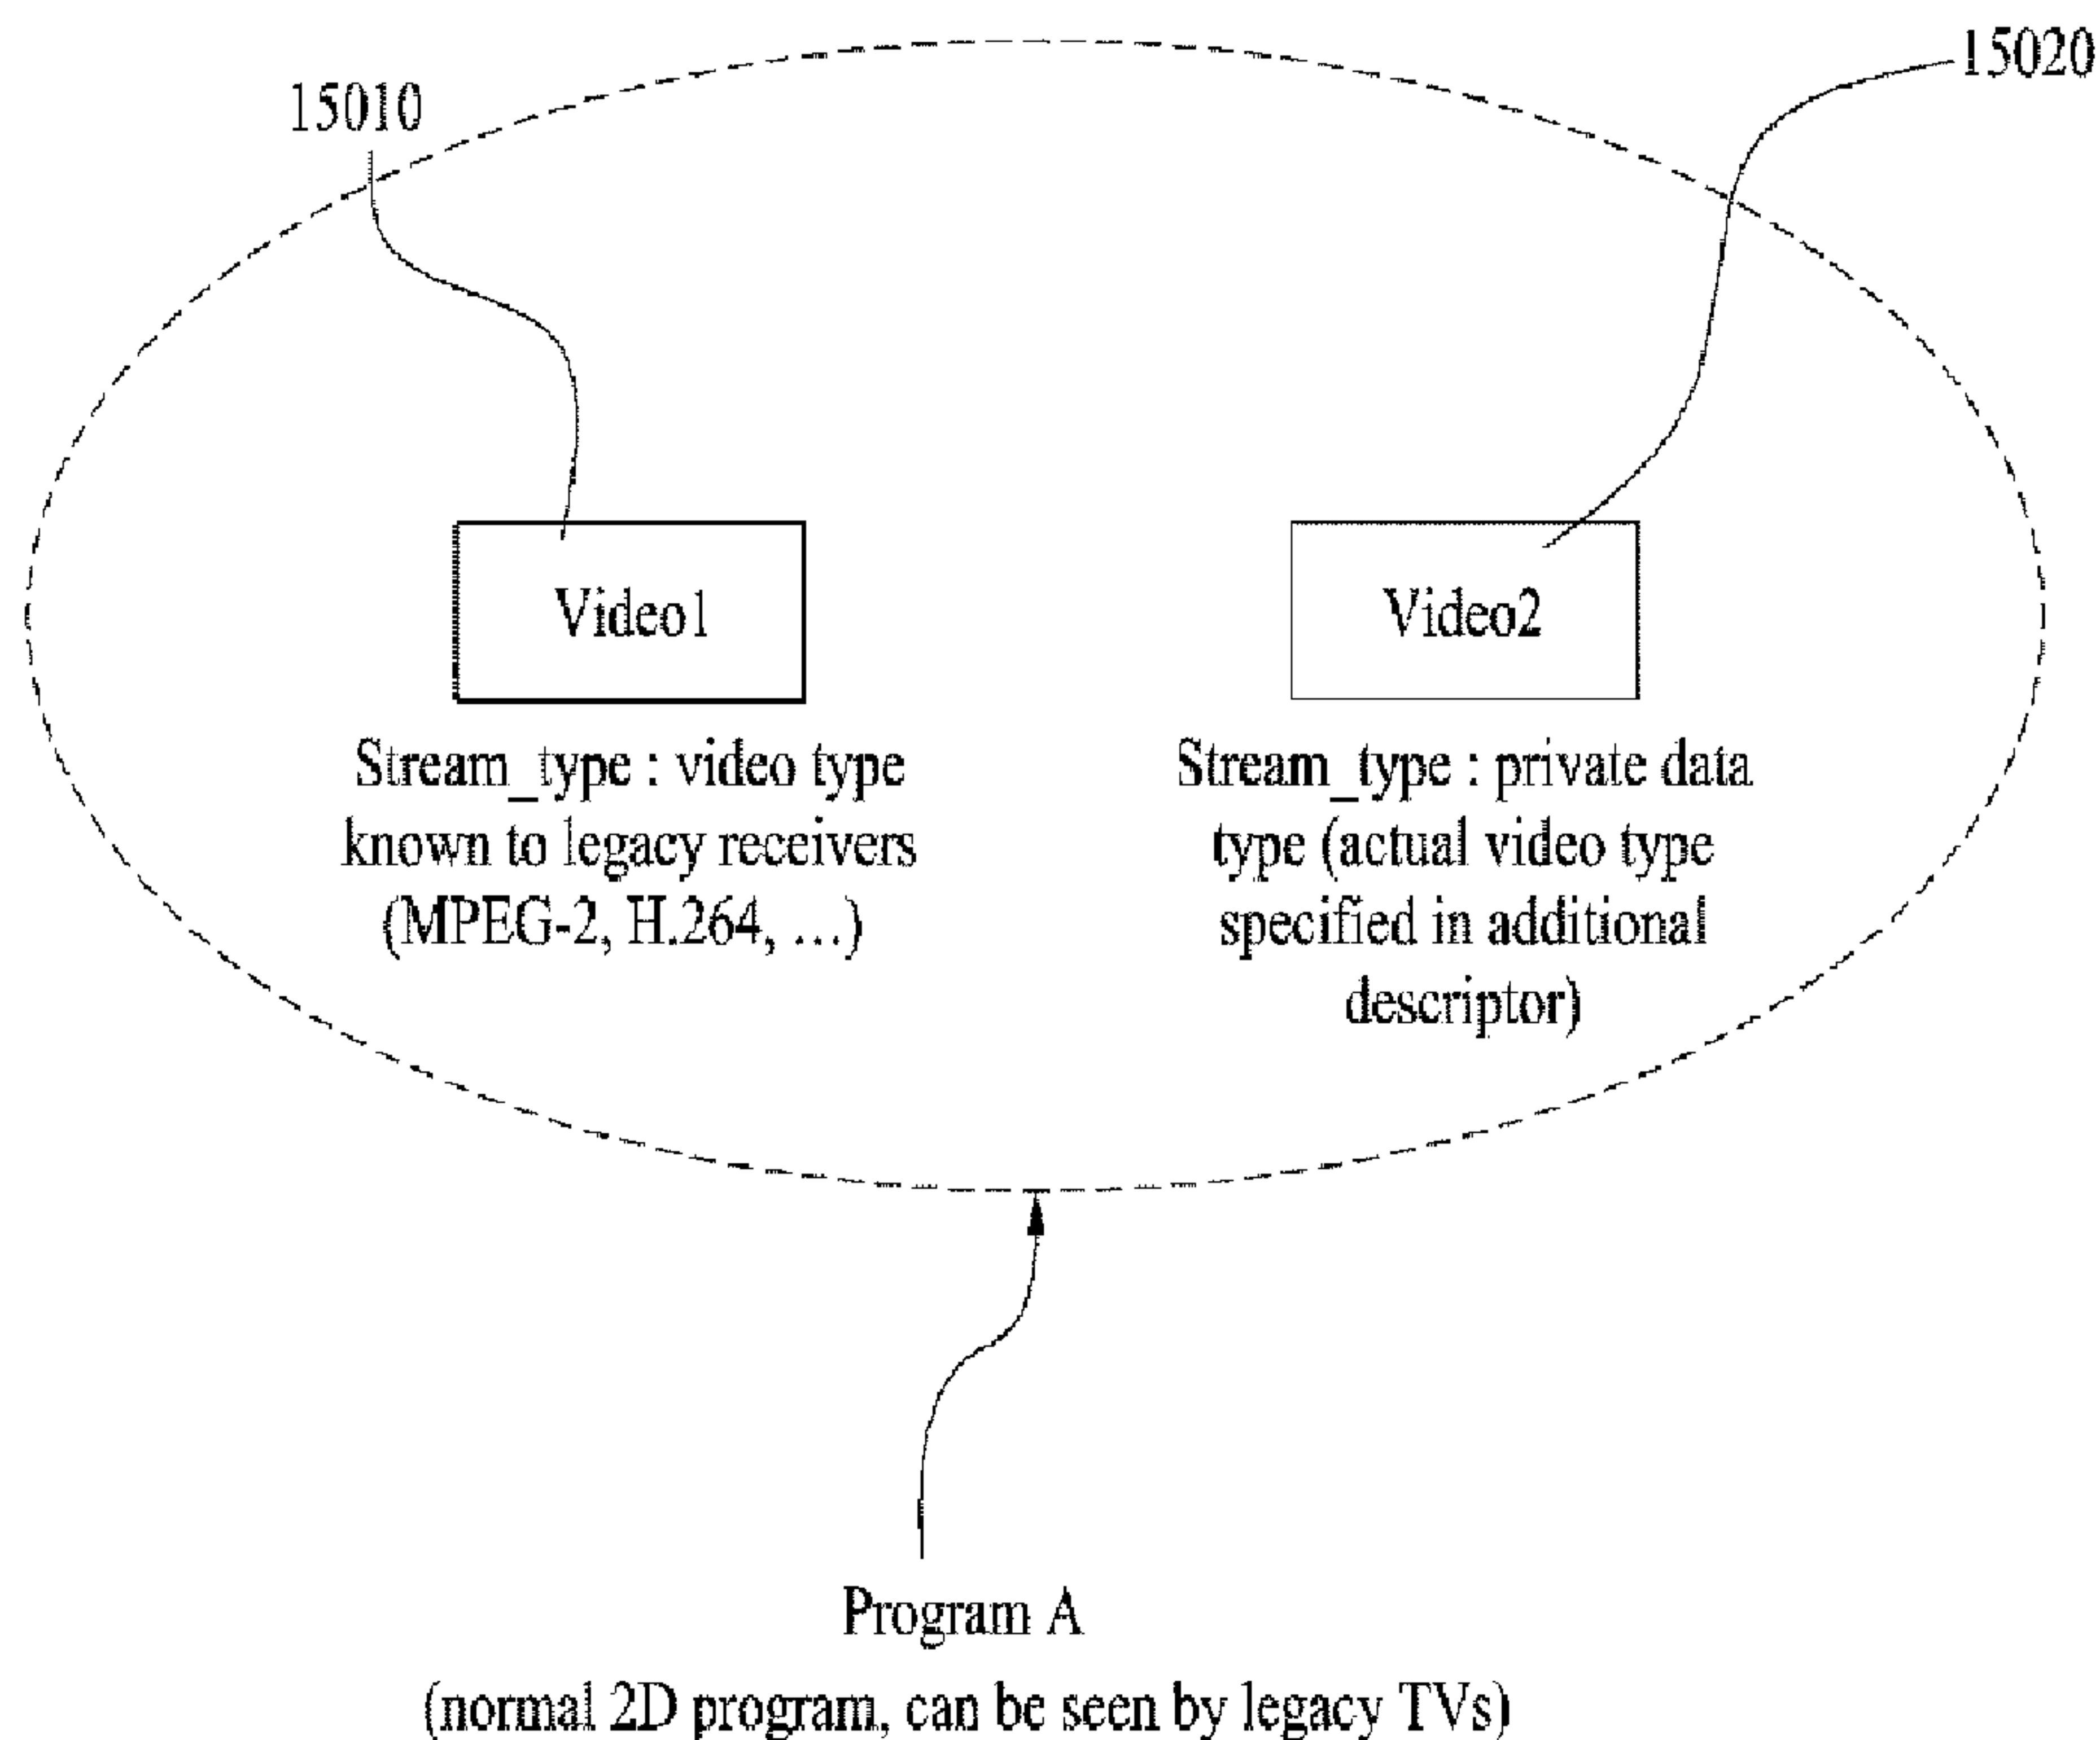 15010
15020
Video1
Stream_type : video type
known to legacy receivers
(MPEG-2, H.264, ...)
Video2
Stream_type : private data
type (actual video type
specified in additional
descriptor)
Program A
(normal 2D program, can be seen by legacy TVs)